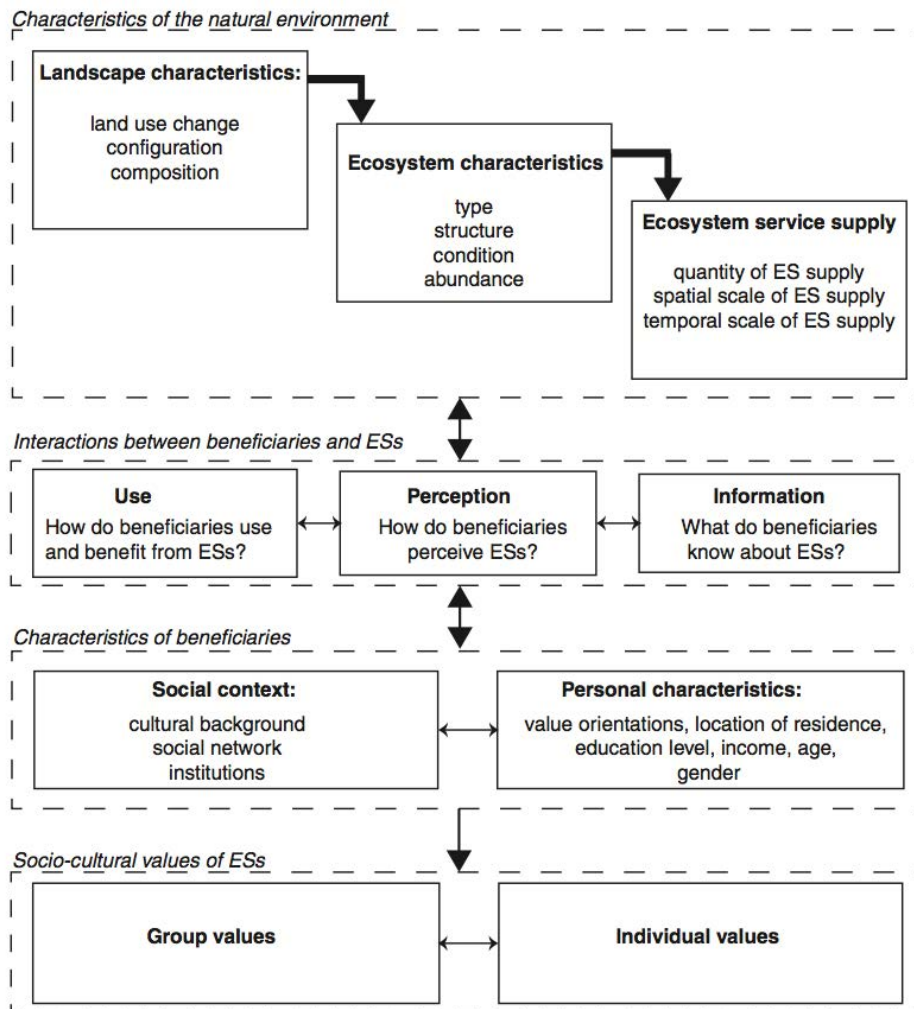 Characteristics of the natural environment
Landscape characteristics:
land use change
configuration
composition
Ecosystem characteristics
type
structure
condition
abundance
Ecosystem service supply
quantity of ES supply
spatial scale of ES supply
temporal scale of ES supply
Interactions between beneficiaries and ESs
Use
How do beneficiaries use
and benefit from ESs?
Perception
How do beneficiaries
perceive ESs?
Information
What do beneficiaries
know about ESs?
Characteristics of beneficiaries
Social context:
cultural background
social network
institutions
Personal characteristics:
value orientations, location of residence,
education level, income, age,
gender
Socio-cultural values of ESs
Group values
Individual values